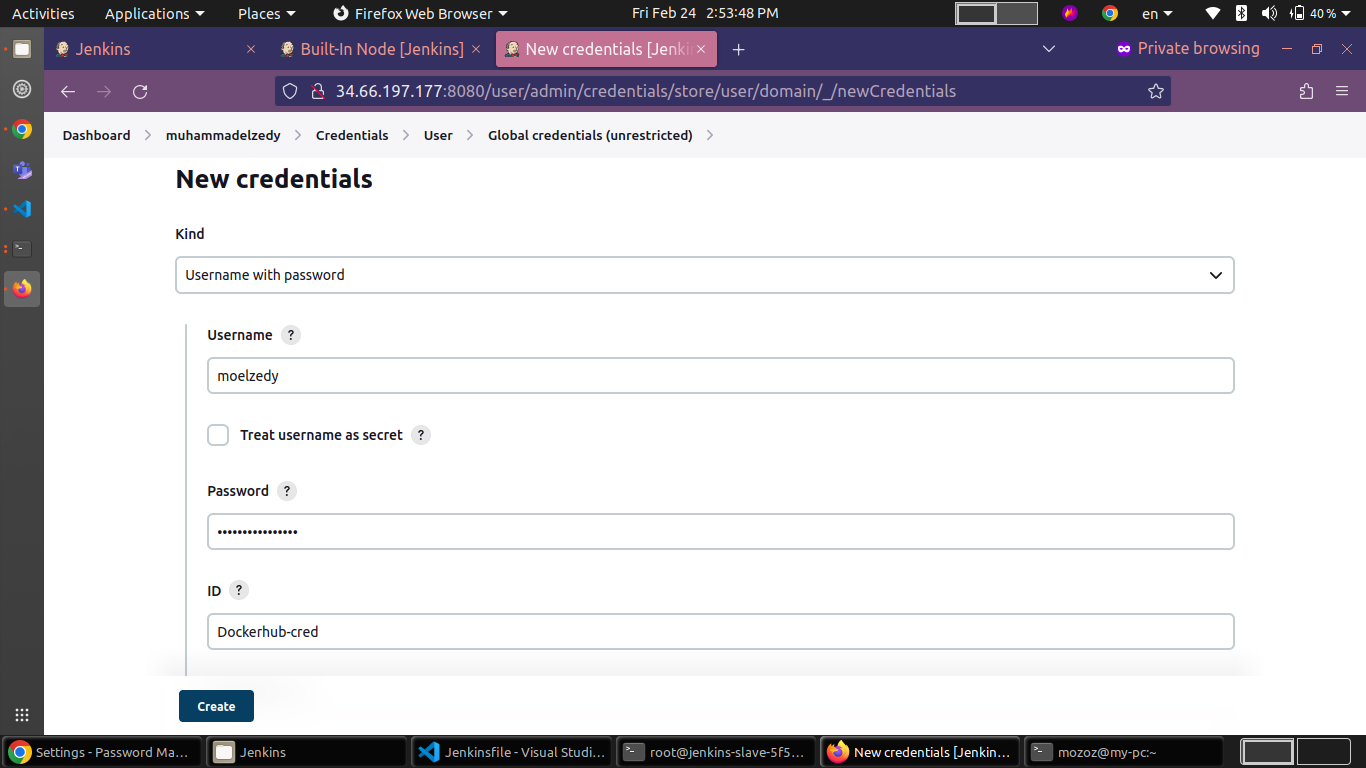 Activities Applications Places Firefox Web Browser Fri Feb 24 2:53:48 PM en 40 %
Jenkins Built-In Node [Jenkins] New credentials [Jenki Private browsing
34.66.197.177:8080/user/admin/credentials/store/user/domain/_/newCredentials
Dashboard muhammadelzedy Credentials User Global credentials (unrestricted)
New credentials
Kind
Username with password
Username ?
moelzedy
Treat username as secret ?
Password ?
••••••••••••••••
ID ?
Dockerhub-cred
Create
Settings - Password Ma... Jenkins Jenkinsfile - Visual Studi... root@jenkins-slave-5f5... New credentials [Jenkin... mozoz@my-pc:~